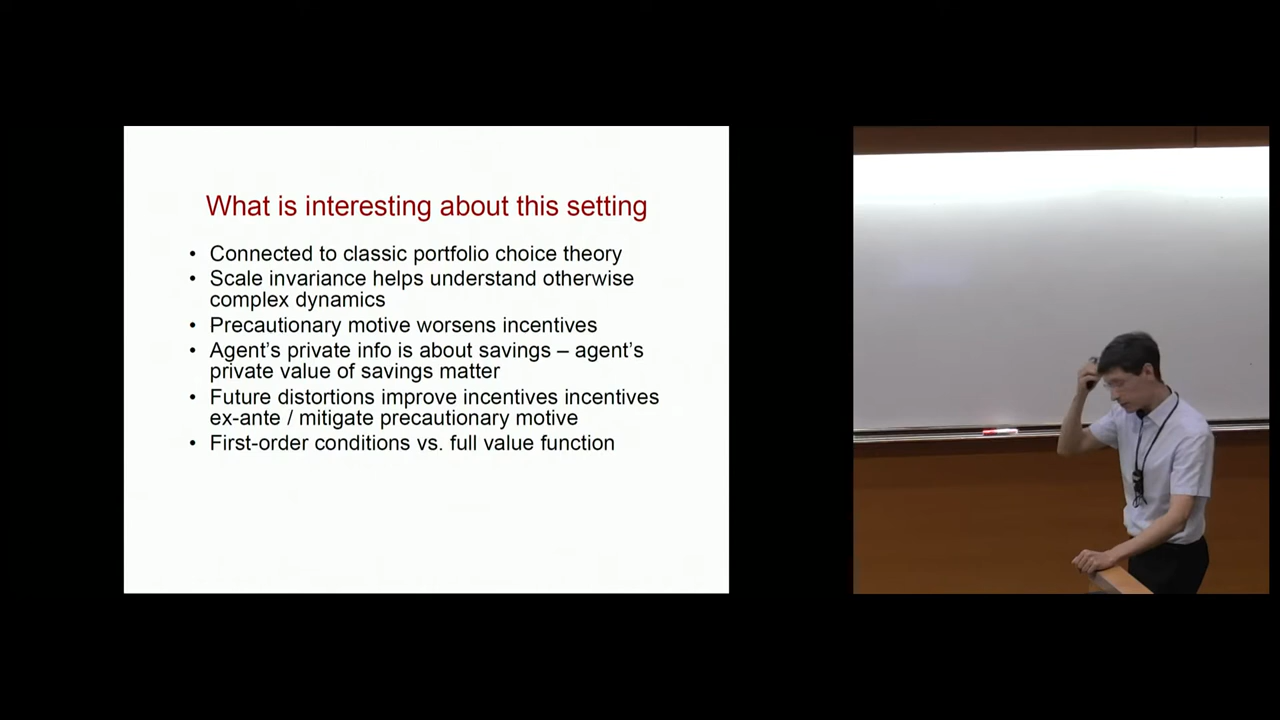 What is interesting about this setting
• Connected to classic portfolio choice theory
• Scale invariance helps understand otherwise
complex dynamics
• Precautionary motive worsens incentives
• Agent's private info is about savings – agent's
private value of savings matter
• Future distortions improve incentives incentives
ex-ante / mitigate precautionary motive
• First-order conditions vs. full value function